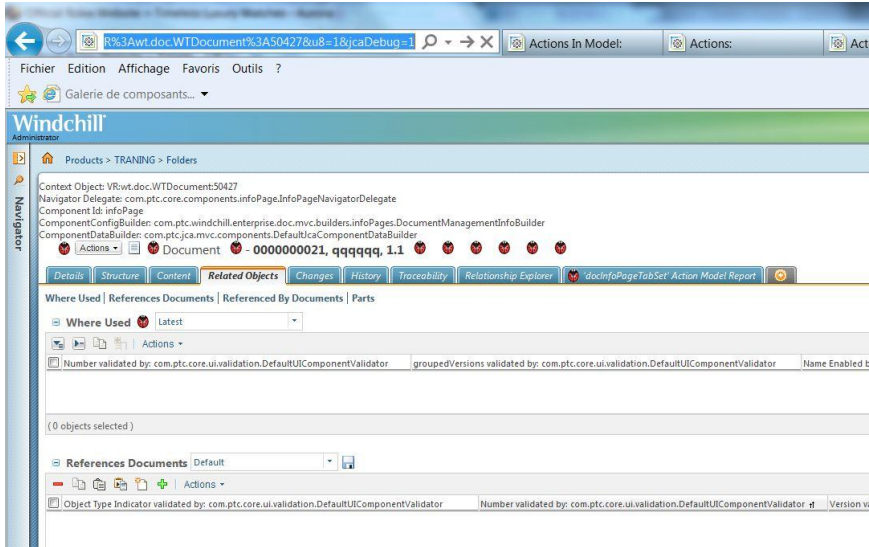 R%3Awt.doc.WTDocument%3A50427&u8=1&jcaDebug=1 Actions In Model: Actions: Act
Fichier Edition Affichage Favoris Outils ?
Galerie de composants...
Windchill
Administrator
Products > TRANING > Folders
Navigator
Context Object: VR:wt.doc.WTDocument:50427
Navigator Delegate: com.ptc.core.components.infoPage.InfoPageNavigatorDelegate
Component Id: infoPage
ComponentConfigBuilder: com.ptc.windchill.enterprise.doc.mvc.builders.infoPages.DocumentManagementInfoBuilder
ComponentDataBuilder: com.ptc.jca.mvc.components.DefaultJcaComponentDataBuilder
Actions Document - 0000000021, qqqqqq, 1.1
Details Structure Content Related Objects Changes History Traceability Relationship Explorer 'docInfoPageTabSet' Action Model Report
Where Used | References Documents | Referenced By Documents | Parts
Where Used Latest
Actions
Number validated by: com.ptc.core.ui.validation.DefaultUIComponentValidator groupedVersions validated by: com.ptc.core.ui.validation.DefaultUIComponentValidator Name Enabled b
(0 objects selected)
References Documents Default
Actions
Object Type Indicator validated by: com.ptc.core.ui.validation.DefaultUIComponentValidator Number validated by: com.ptc.core.ui.validation.DefaultUIComponentValidator Version va